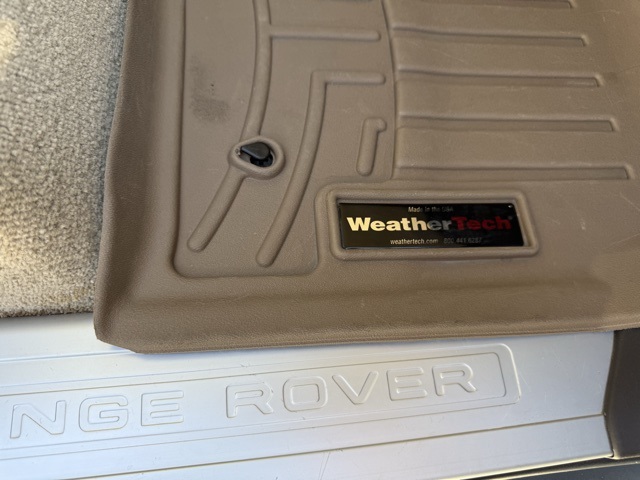 Made in the USA
WeatherTech®
weathertech.com
NGE ROVER